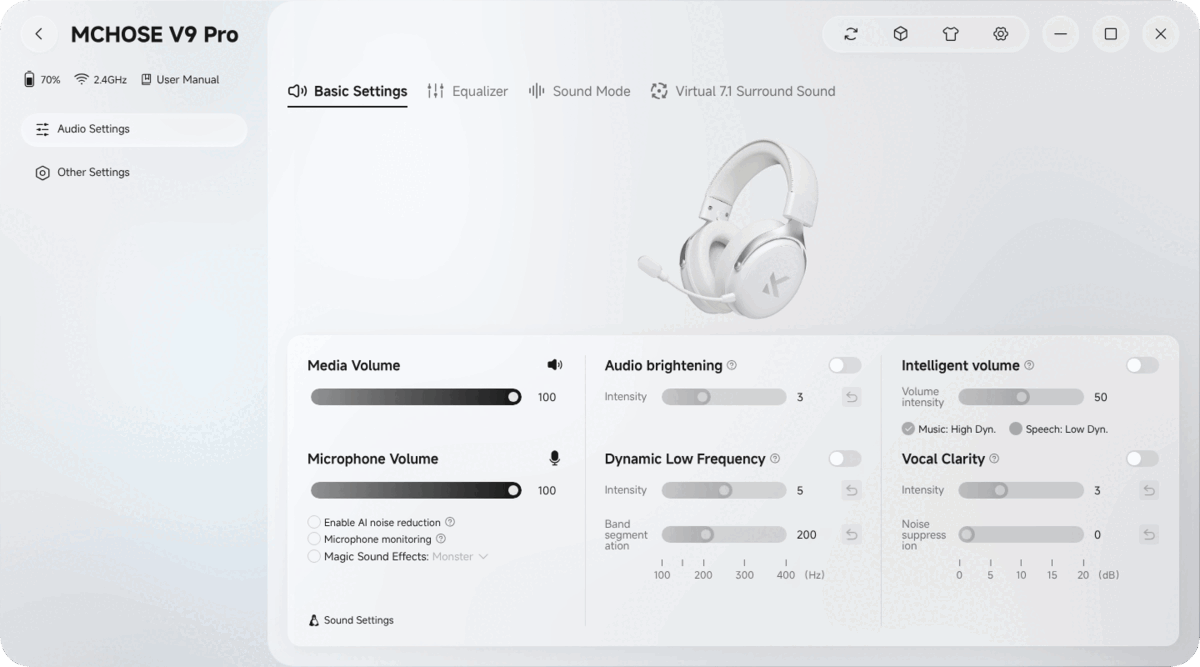 MCHOSE V9 Pro
70%
2.4GHz
User Manual
Audio Settings
Other Settings
Basic Settings
Equalizer
Sound Mode
Virtual 7.1 Surround Sound
Media Volume
100
Microphone Volume
100
Enable AI noise reduction
Microphone monitoring
Magic Sound Effects: Monster
Sound Settings
Audio brightening
Intensity
3
Dynamic Low Frequency
Intensity
5
Band
segment
ation
200
100 200 300 400 (Hz)
Intelligent volume
Volume
intensity
50
Music: High Dyn. Speech: Low Dyn.
Vocal Clarity
Intensity
3
Noise
suppress
ion
0
0 5 10 15 20 (dB)